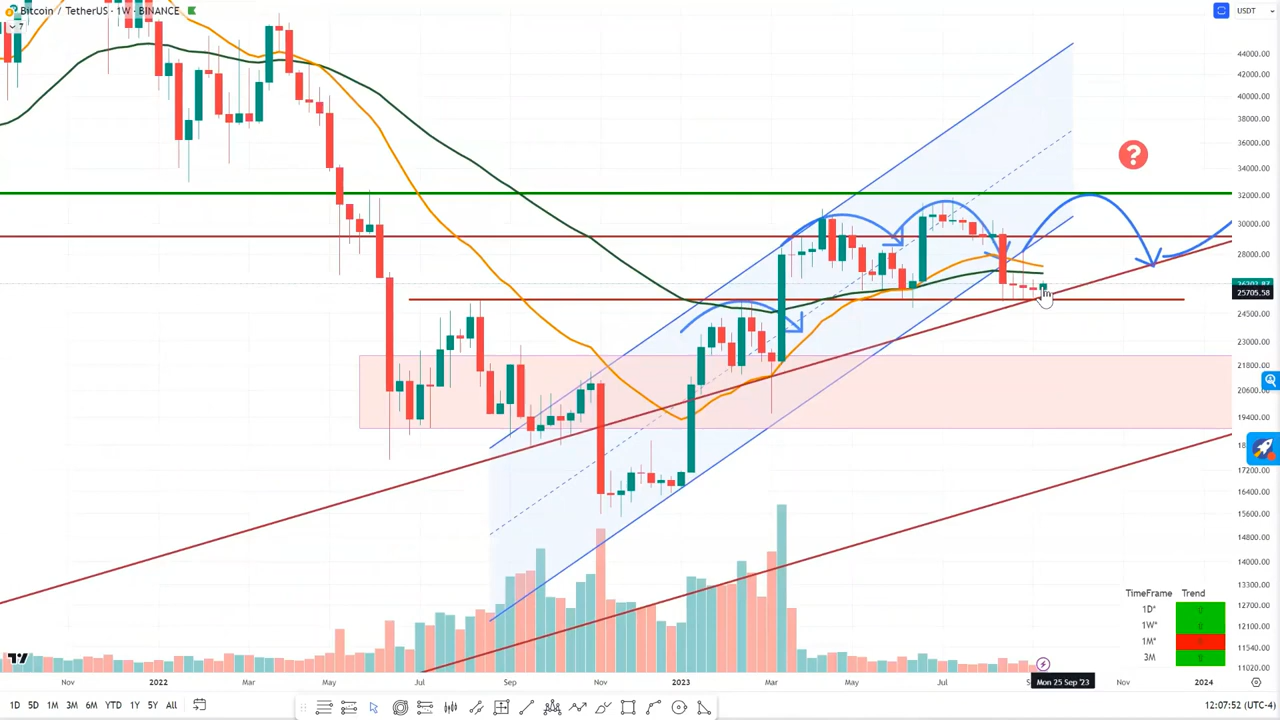 Bitcoin / TetherUS · 1W · BINANCE
USDT
7
44000.00
42000.00
40000.00
38000.00
36000.00
34000.00
32000.00
30000.00
28000.00
25705.58
24500.00
23000.00
21800.00
20600.00
19400.00
17200.00
16400.00
15600.00
14800.00
14000.00
13300.00
12700.00
12100.00
11540.00
11020.00
?
TimeFrame Trend
1D*
1W*
1M*
3M
Nov 2022 Mar May Jul Sep Nov 2023 Mar May Jul Mon 25 Sep '23 Nov 2024
1D 5D 1M 3M 6M YTD 1Y 5Y All
12:07:52 (UTC-4)